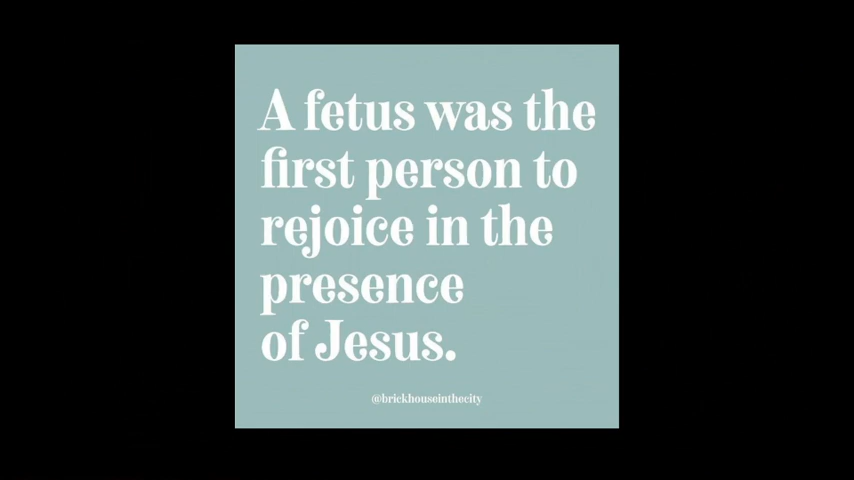 A fetus was the
first person to
rejoice in the
presence
of Jesus.
@brickhouseinthecity